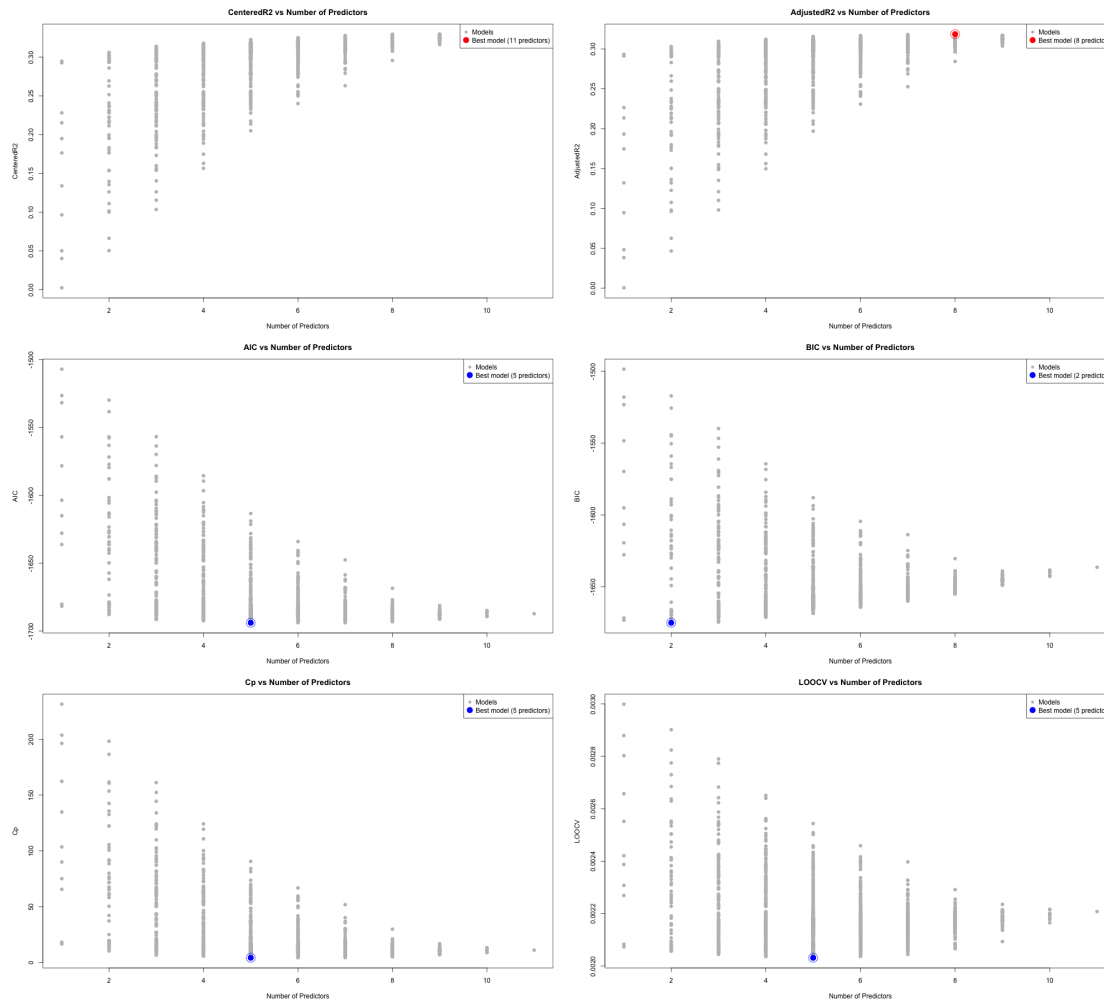 CenteredR2 vs Number of Predictors
Models
Best model (11 predictors)
CenteredR2
0.30
0.25
0.20
0.15
0.10
0.05
0.00
2 4 6 8 10
Number of Predictors
AdjustedR2 vs Number of Predictors
Models
Best model (8 predicto
AdjustedR2
0.30
0.25
0.20
0.15
0.10
0.05
0.00
2 4 6 8 10
Number of Predictors
AIC vs Number of Predictors
Models
Best model (5 predictors)
AIC
-1500
-1550
-1600
-1650
-1700
2 4 6 8 10
Number of Predictors
BIC vs Number of Predictors
Models
Best model (2 predicto
BIC
-1500
-1550
-1600
-1650
2 4 6 8 10
Number of Predictors
Cp vs Number of Predictors
Models
Best model (5 predictors)
Cp
200
150
100
50
0
2 4 6 8 10
Number of Predictors
LOOCV vs Number of Predictors
Models
Best model (5 predicto
LOOCV
0.0030
0.0028
0.0026
0.0024
0.0022
0.0020
2 4 6 8 10
Number of Predictors